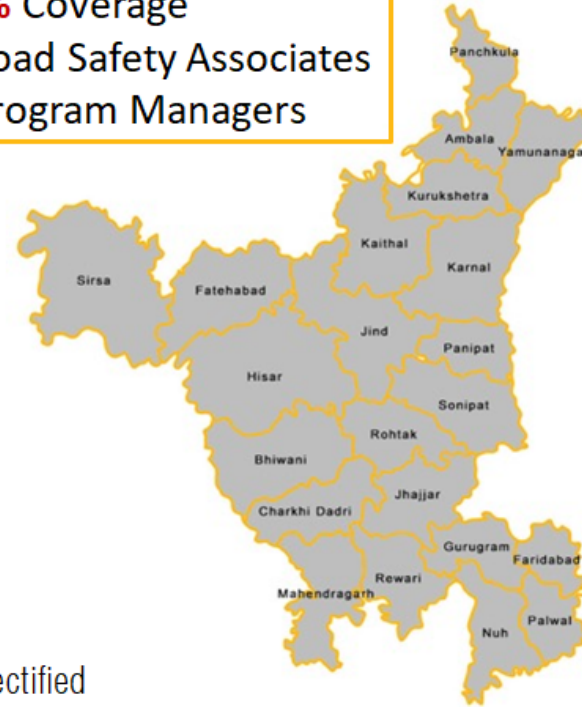 % Coverage
oad Safety Associates
rogram Managers
Panchkula
Ambala
Yamunanaga
Kurukshetra
Kaithal
Karnal
Sirsa
Fatehabad
Jind
Panipat
Hisar
Sonipat
Rohtak
Bhiwani
Jhajjar
Charkhi Dadri
Gurugram
Faridabad
Rewari
Mahendragarh
Palwal
Nuh
ectified